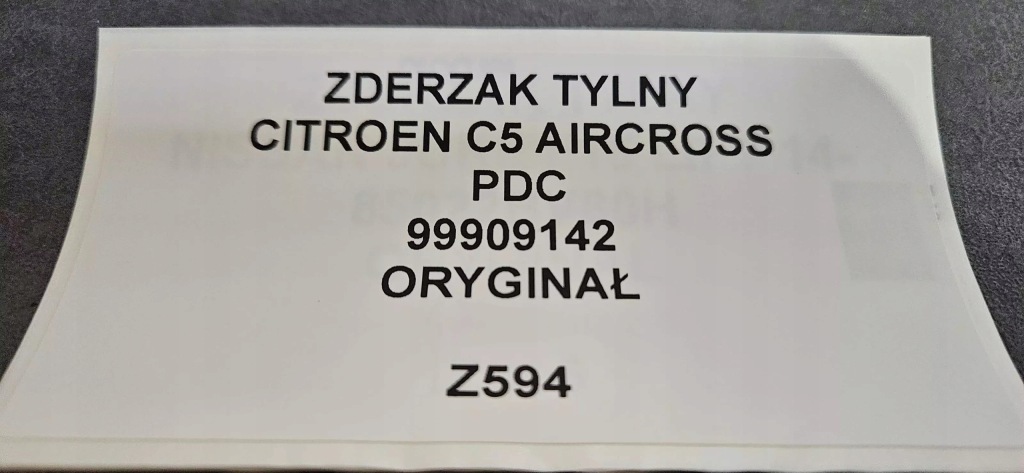 ZDERZAK TYLNY
CITROEN C5 AIRCROSS
PDC
99909142
ORYGINAŁ
Z594